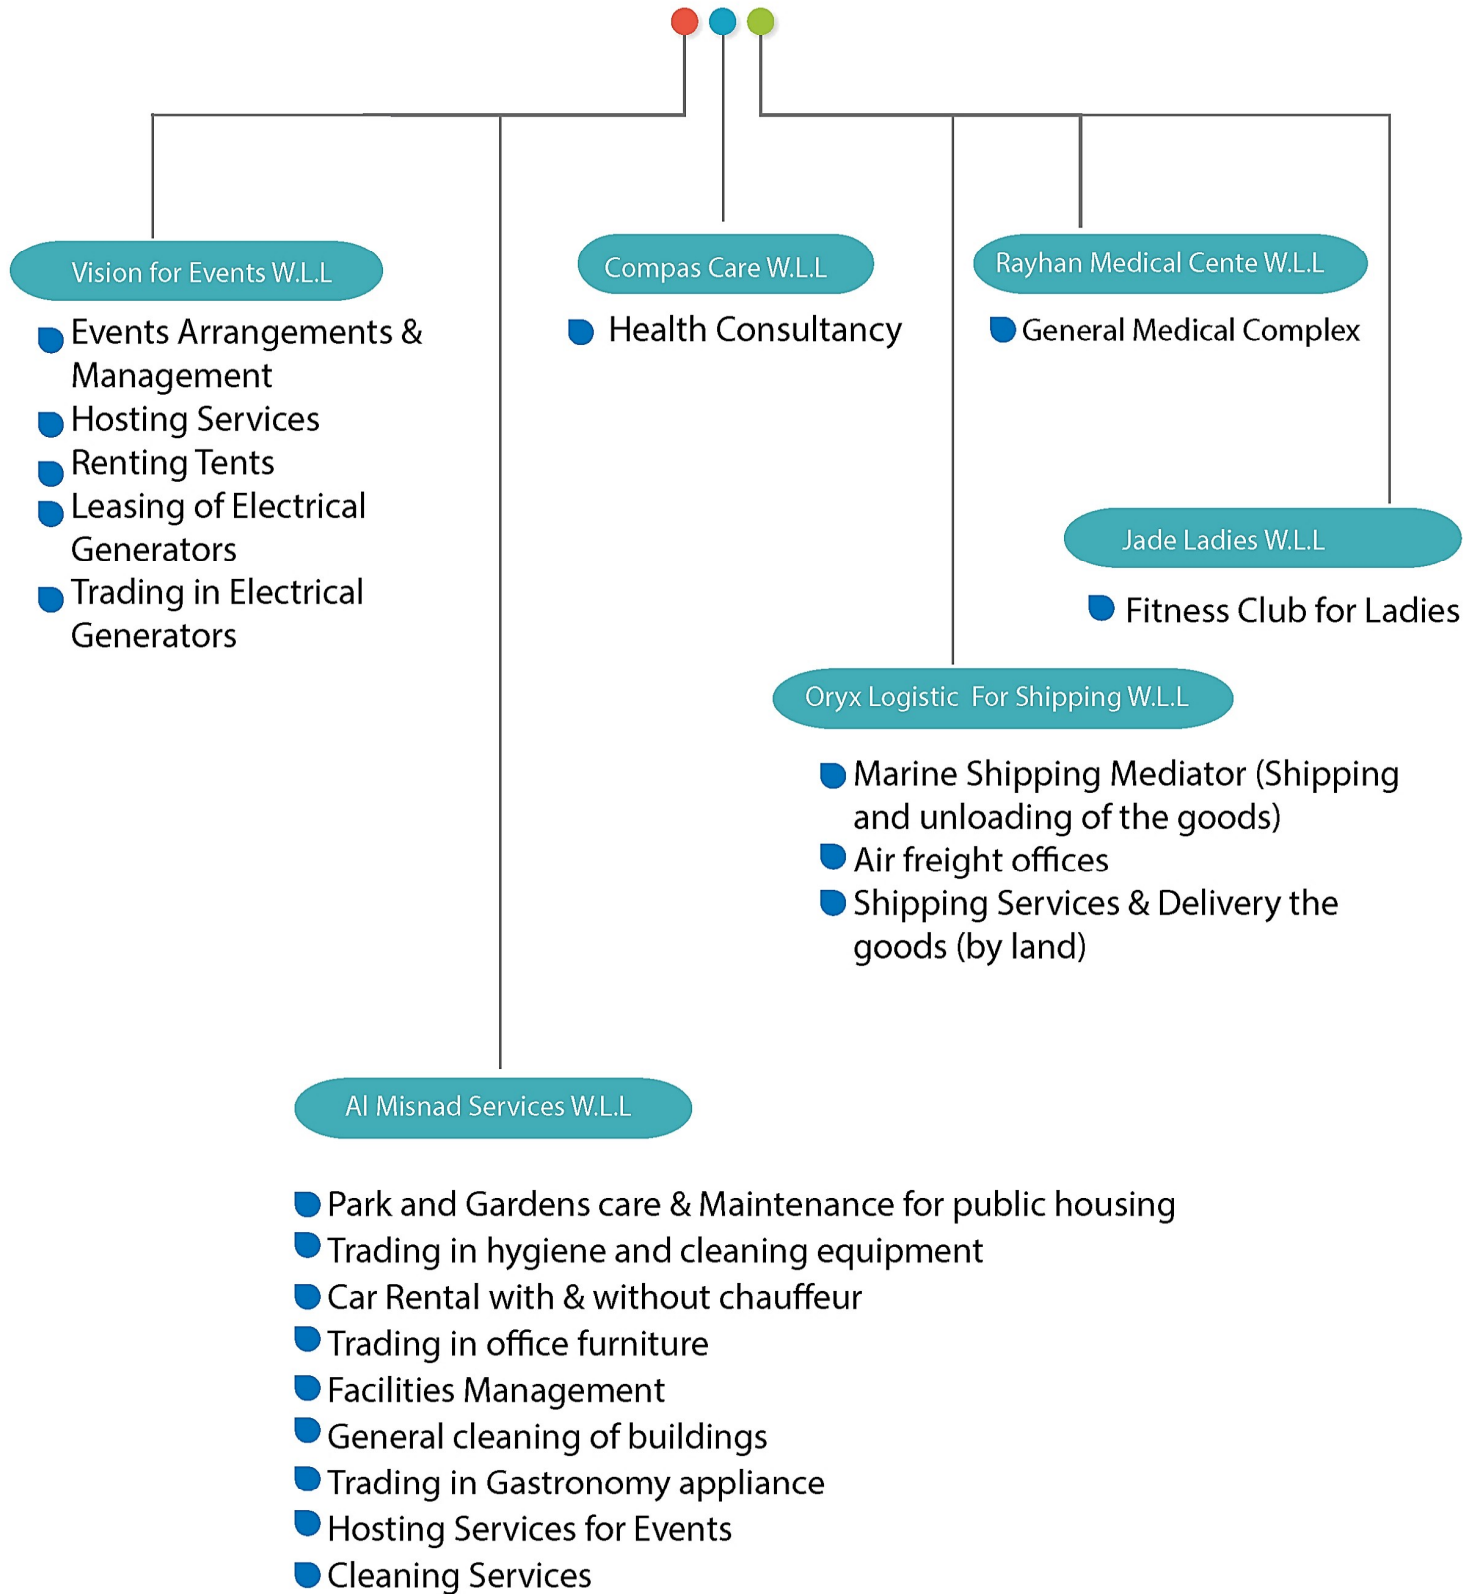 Vision for Events W.L.L
Events Arrangements &
Management
Hosting Services
Renting Tents
Leasing of Electrical
Generators
Trading in Electrical
Generators
Compas Care W.L.L
Health Consultancy
Rayhan Medical Cente W.L.L
General Medical Complex
Jade Ladies W.L.L
Fitness Club for Ladies
Oryx Logistic For Shipping W.L.L
Marine Shipping Mediator (Shipping
and unloading of the goods)
Air freight offices
Shipping Services & Delivery the
goods (by land)
Al Misnad Services W.L.L
Park and Gardens care & Maintenance for public housing
Trading in hygiene and cleaning equipment
Car Rental with & without chauffeur
Trading in office furniture
Facilities Management
General cleaning of buildings
Trading in Gastronomy appliance
Hosting Services for Events
Cleaning Services